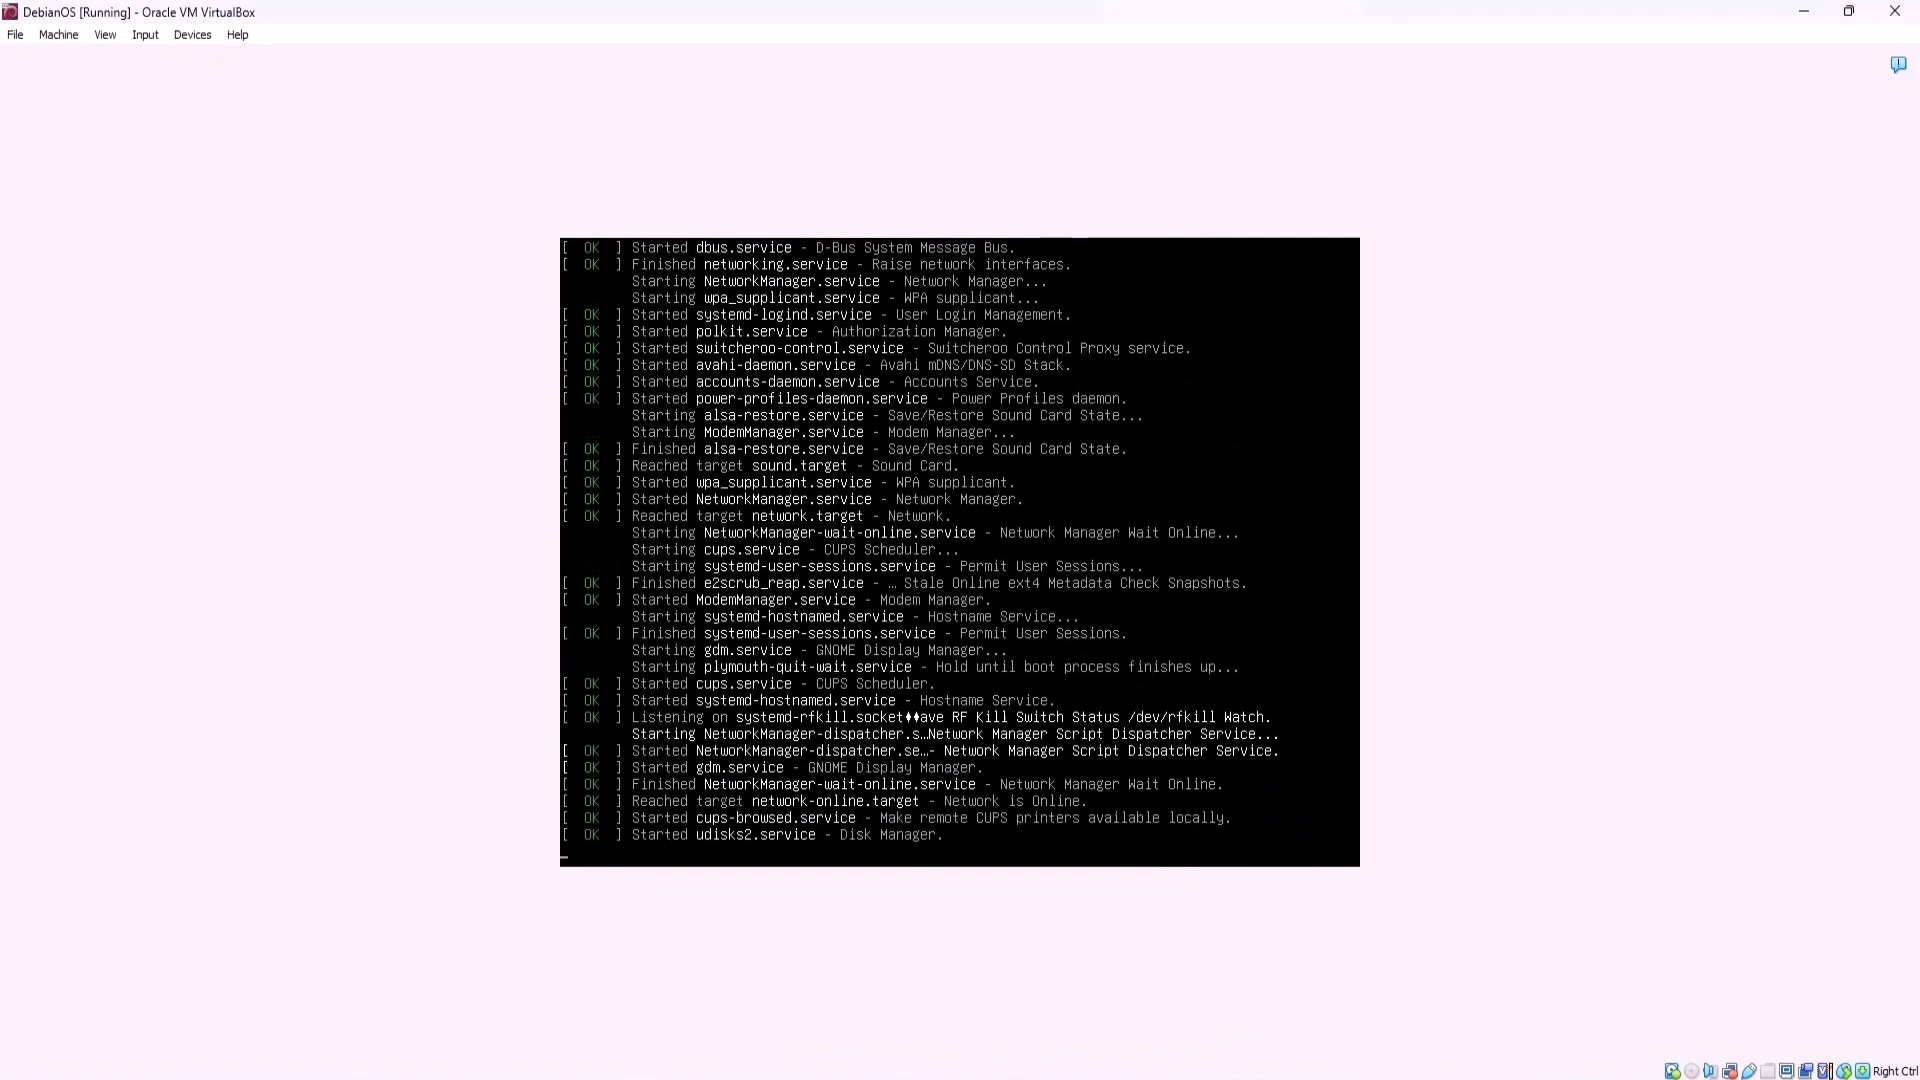 DebianOS [Running] - Oracle VM VirtualBox
File Machine View Input Devices Help
[ OK ] Started dbus.service - D-Bus System Message Bus.
[ OK ] Finished networking.service - Raise network interfaces.
Starting NetworkManager.service - Network Manager...
Starting wpa_supplicant.service - WPA supplicant...
[ OK ] Started systemd-logind.service - User Login Management.
[ OK ] Started polkit.service - Authorization Manager.
[ OK ] Started switcheroo-control.service - Switcheroo Control Proxy service.
[ OK ] Started avahi-daemon.service - Avahi mDNS/DNS-SD Stack.
[ OK ] Started accounts-daemon.service - Accounts Service.
[ OK ] Started power-profiles-daemon.service - Power Profiles daemon.
Starting alsa-restore.service - Save/Restore Sound Card State...
Starting ModemManager.service - Modem Manager...
[ OK ] Finished alsa-restore.service - Save/Restore Sound Card State.
[ OK ] Reached target sound.target - Sound Card.
[ OK ] Started wpa_supplicant.service - WPA supplicant.
[ OK ] Started NetworkManager.service - Network Manager.
[ OK ] Reached target network.target - Network.
Starting NetworkManager-wait-online.service - Network Manager Wait Online...
Starting cups.service - CUPS Scheduler...
Starting systemd-user-sessions.service - Permit User Sessions...
[ OK ] Finished e2scrub_reap.service - … Stale Online ext4 Metadata Check Snapshots.
[ OK ] Started ModemManager.service - Modem Manager.
Starting systemd-hostnamed.service - Hostname Service...
[ OK ] Finished systemd-user-sessions.service - Permit User Sessions.
Starting gdm.service - GNOME Display Manager...
Starting plymouth-quit-wait.service - Hold until boot process finishes up...
[ OK ] Started cups.service - CUPS Scheduler.
[ OK ] Started systemd-hostnamed.service - Hostname Service.
[ OK ] Listening on systemd-rfkill.socket♦♦ave RF Kill Switch Status /dev/rfkill Watch.
Starting NetworkManager-dispatcher.s…Network Manager Script Dispatcher Service...
[ OK ] Started NetworkManager-dispatcher.se…- Network Manager Script Dispatcher Service.
[ OK ] Started gdm.service - GNOME Display Manager.
[ OK ] Finished NetworkManager-wait-online.service - Network Manager Wait Online.
[ OK ] Reached target network-online.target - Network is Online.
[ OK ] Started cups-browsed.service - Make remote CUPS printers available locally.
[ OK ] Started udisks2.service - Disk Manager.
Right Ctrl